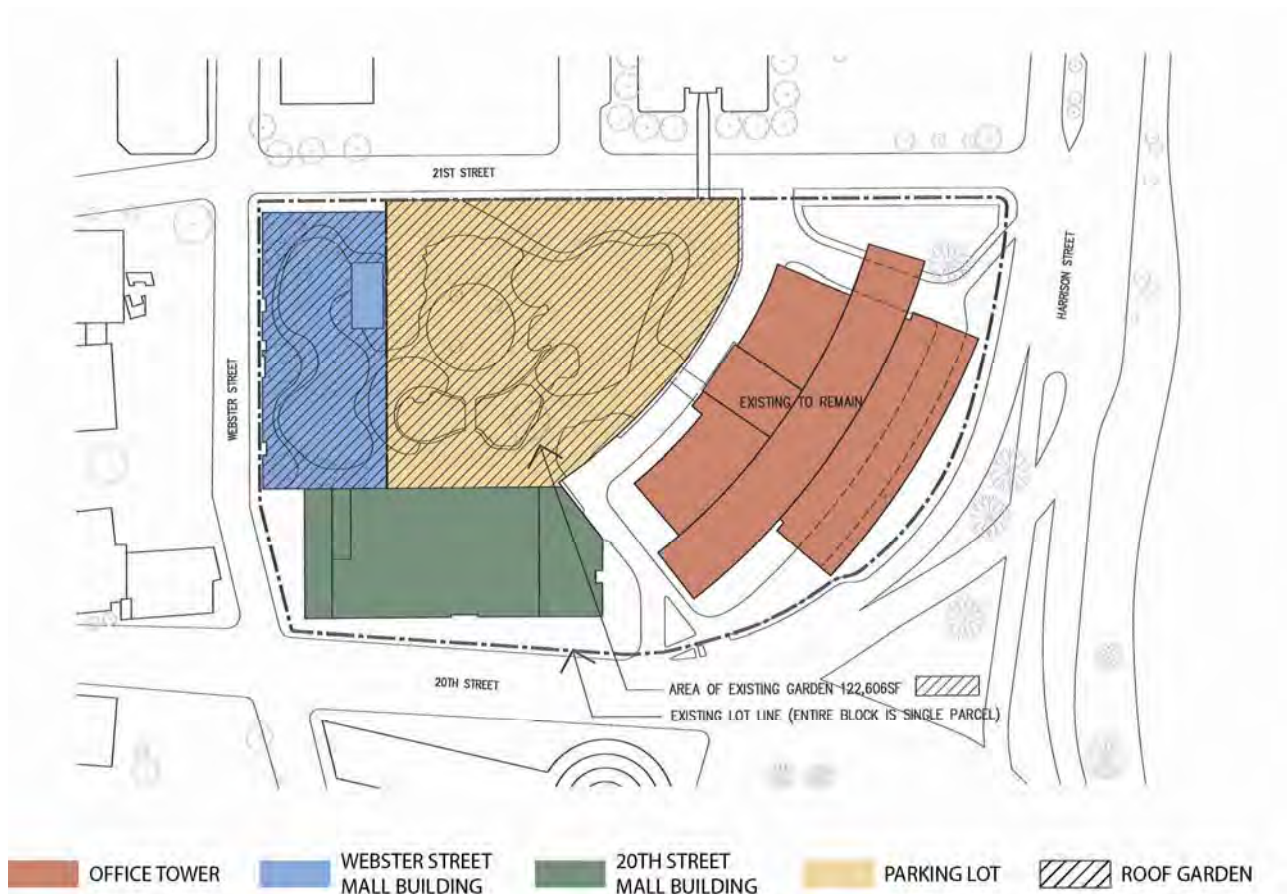 21ST STREET
HARRISON STREET
WEBSTER STREET
EXISTING TO REMAIN
20TH STREET
AREA OF EXISTING GARDEN 122,606SF
EXISTING LOT LINE (ENTIRE BLOCK IS SINGLE PARCEL)
OFFICE TOWER
WEBSTER STREET
MALL BUILDING
20TH STREET
MALL BUILDING
PARKING LOT
ROOF GARDEN